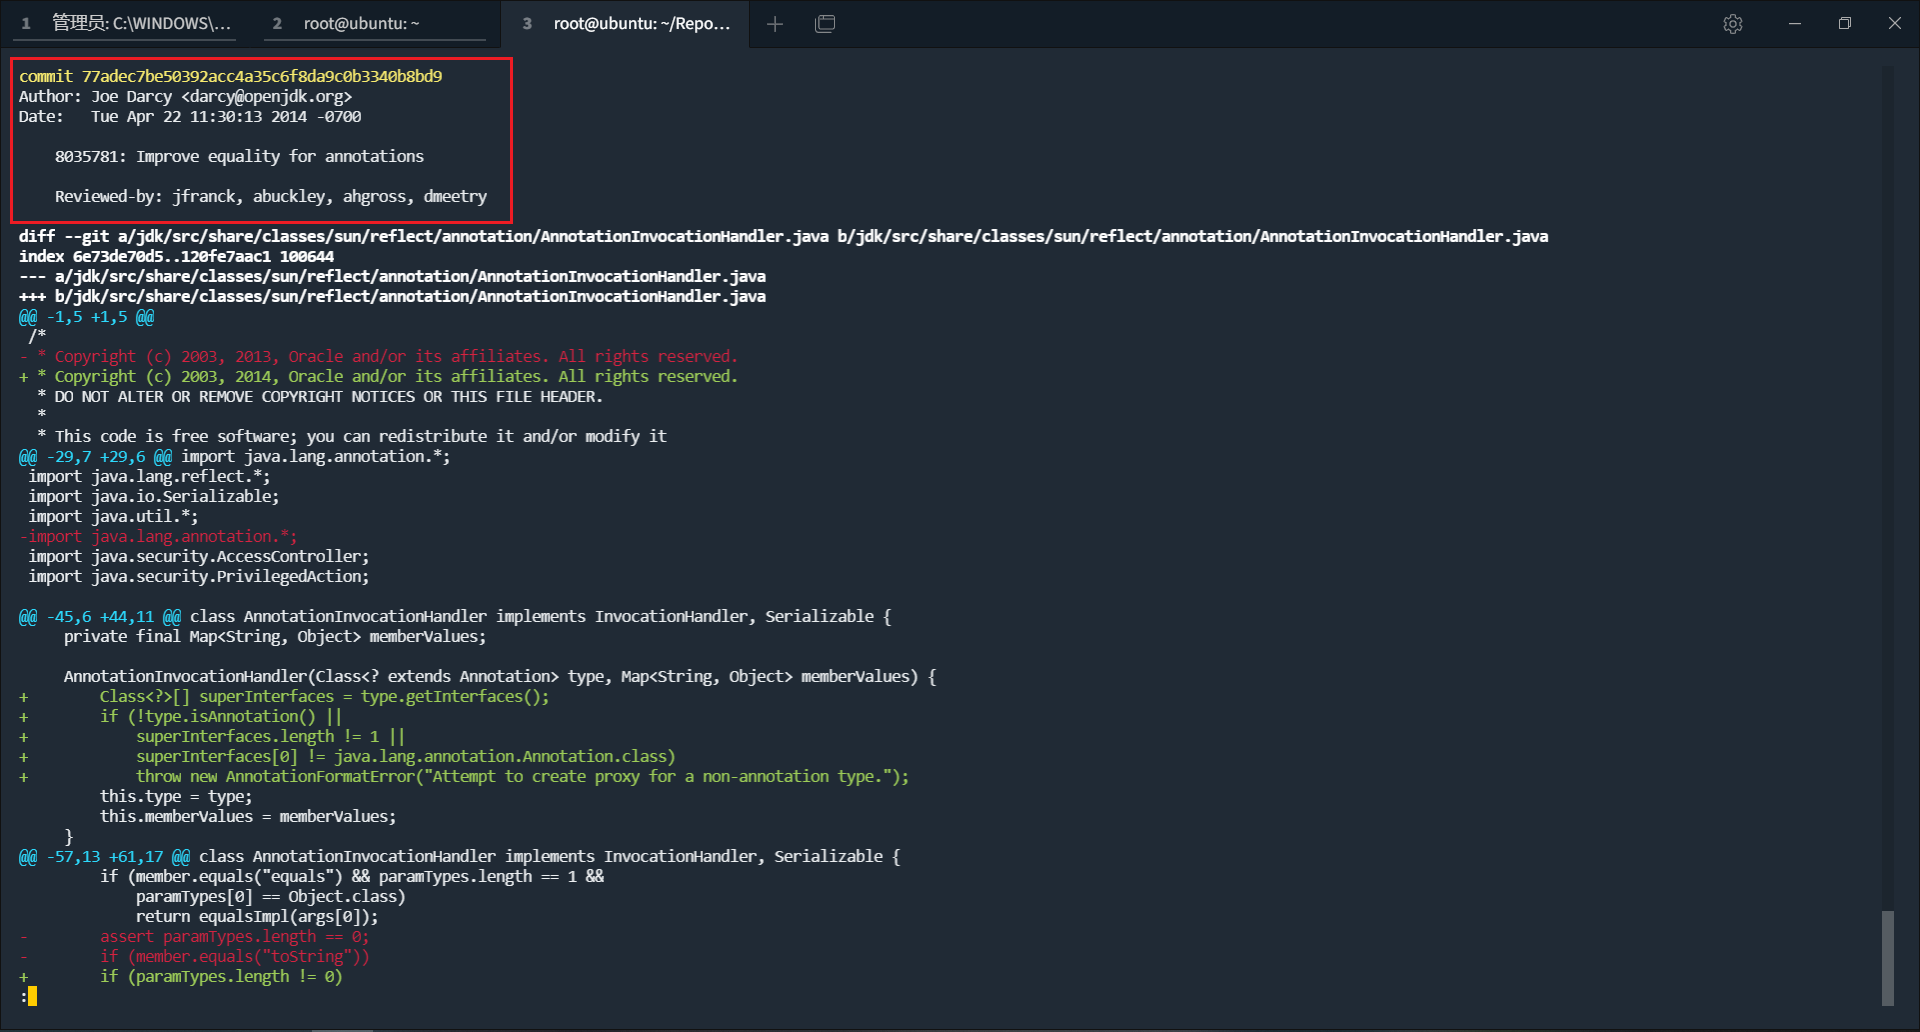 1 管理员: C:\WINDOWS\... 2 root@ubuntu: ~ 3 root@ubuntu: ~/Repo...
commit 77adec7be50392acc4a35c6f8da9c0b3340b8bd9
Author: Joe Darcy <darcy@openjdk.org>
Date:   Tue Apr 22 11:30:13 2014 -0700
    8035781: Improve equality for annotations
    Reviewed-by: jfranck, abuckley, ahgross, dmeetry
diff --git a/jdk/src/share/classes/sun/reflect/annotation/AnnotationInvocationHandler.java b/jdk/src/share/classes/sun/reflect/annotation/AnnotationInvocationHandler.java
index 6e73de70d5..120fe7aac1 100644
--- a/jdk/src/share/classes/sun/reflect/annotation/AnnotationInvocationHandler.java
+++ b/jdk/src/share/classes/sun/reflect/annotation/AnnotationInvocationHandler.java
@@ -1,5 +1,5 @@
 /*
- * Copyright (c) 2003, 2013, Oracle and/or its affiliates. All rights reserved.
+ * Copyright (c) 2003, 2014, Oracle and/or its affiliates. All rights reserved.
  * DO NOT ALTER OR REMOVE COPYRIGHT NOTICES OR THIS FILE HEADER.
  *
  * This code is free software; you can redistribute it and/or modify it
@@ -29,7 +29,6 @@ import java.lang.annotation.*;
 import java.lang.reflect.*;
 import java.io.Serializable;
 import java.util.*;
-import java.lang.annotation.*;
 import java.security.AccessController;
 import java.security.PrivilegedAction;
@@ -45,6 +44,11 @@ class AnnotationInvocationHandler implements InvocationHandler, Serializable {
     private final Map<String, Object> memberValues;
     AnnotationInvocationHandler(Class<? extends Annotation> type, Map<String, Object> memberValues) {
+        Class<?>[] superInterfaces = type.getInterfaces();
+        if (!type.isAnnotation() ||
+            superInterfaces.length != 1 ||
+            superInterfaces[0] != java.lang.annotation.Annotation.class)
+            throw new AnnotationFormatError("Attempt to create proxy for a non-annotation type.");
         this.type = type;
         this.memberValues = memberValues;
     }
@@ -57,13 +61,17 @@ class AnnotationInvocationHandler implements InvocationHandler, Serializable {
         if (member.equals("equals") && paramTypes.length == 1 &&
             paramTypes[0] == Object.class)
             return equalsImpl(args[0]);
-        assert paramTypes.length == 0;
-        if (member.equals("toString"))
+        if (paramTypes.length != 0)
: